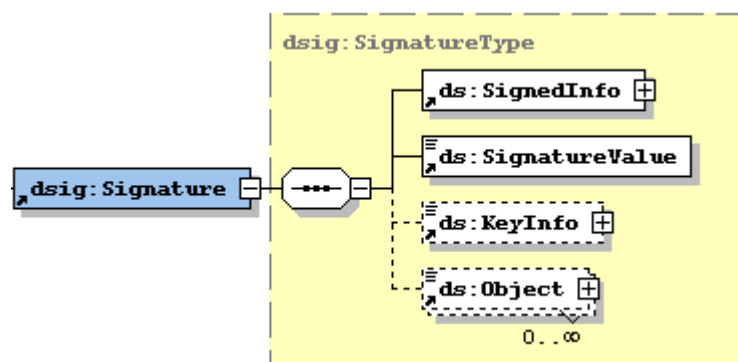 dsig:SignatureType
ds:SignedInfo
ds:SignatureValue
dsig:Signature
ds:KeyInfo
ds:Object
0..∞